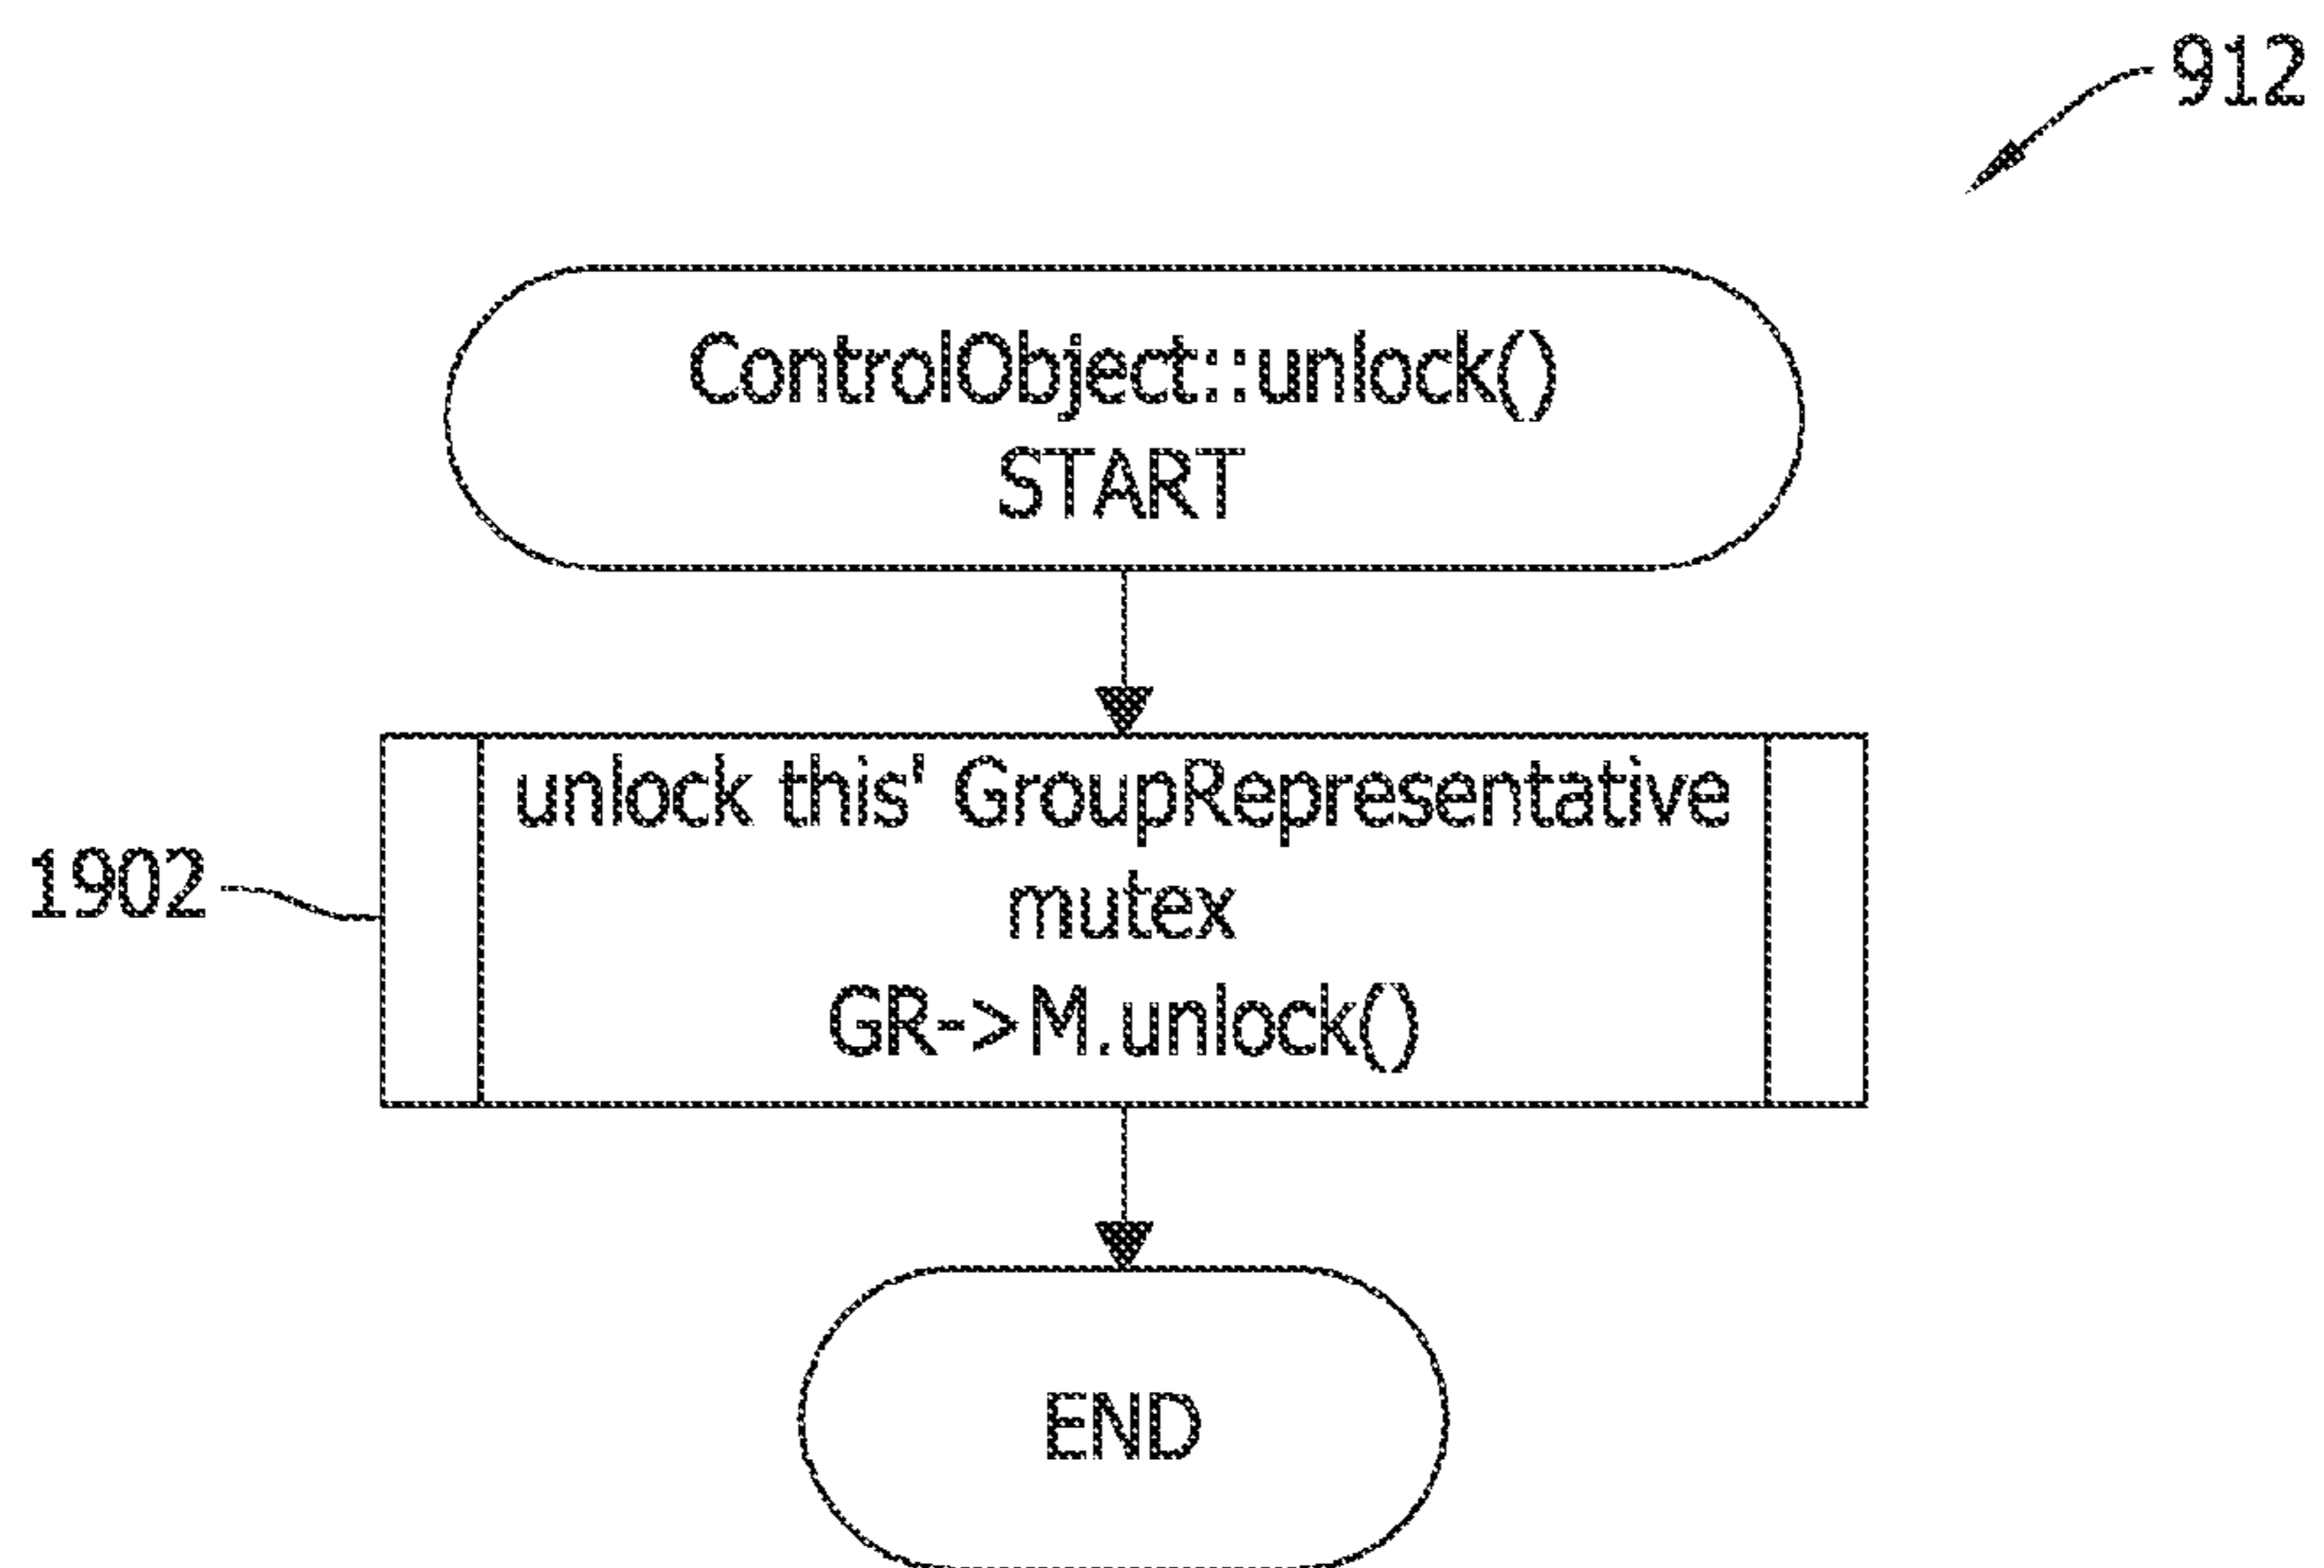 912
ControlObject::unlock()
START
unlock this' GroupRepresentative
mutex
GR->M.unlock()
1902
END